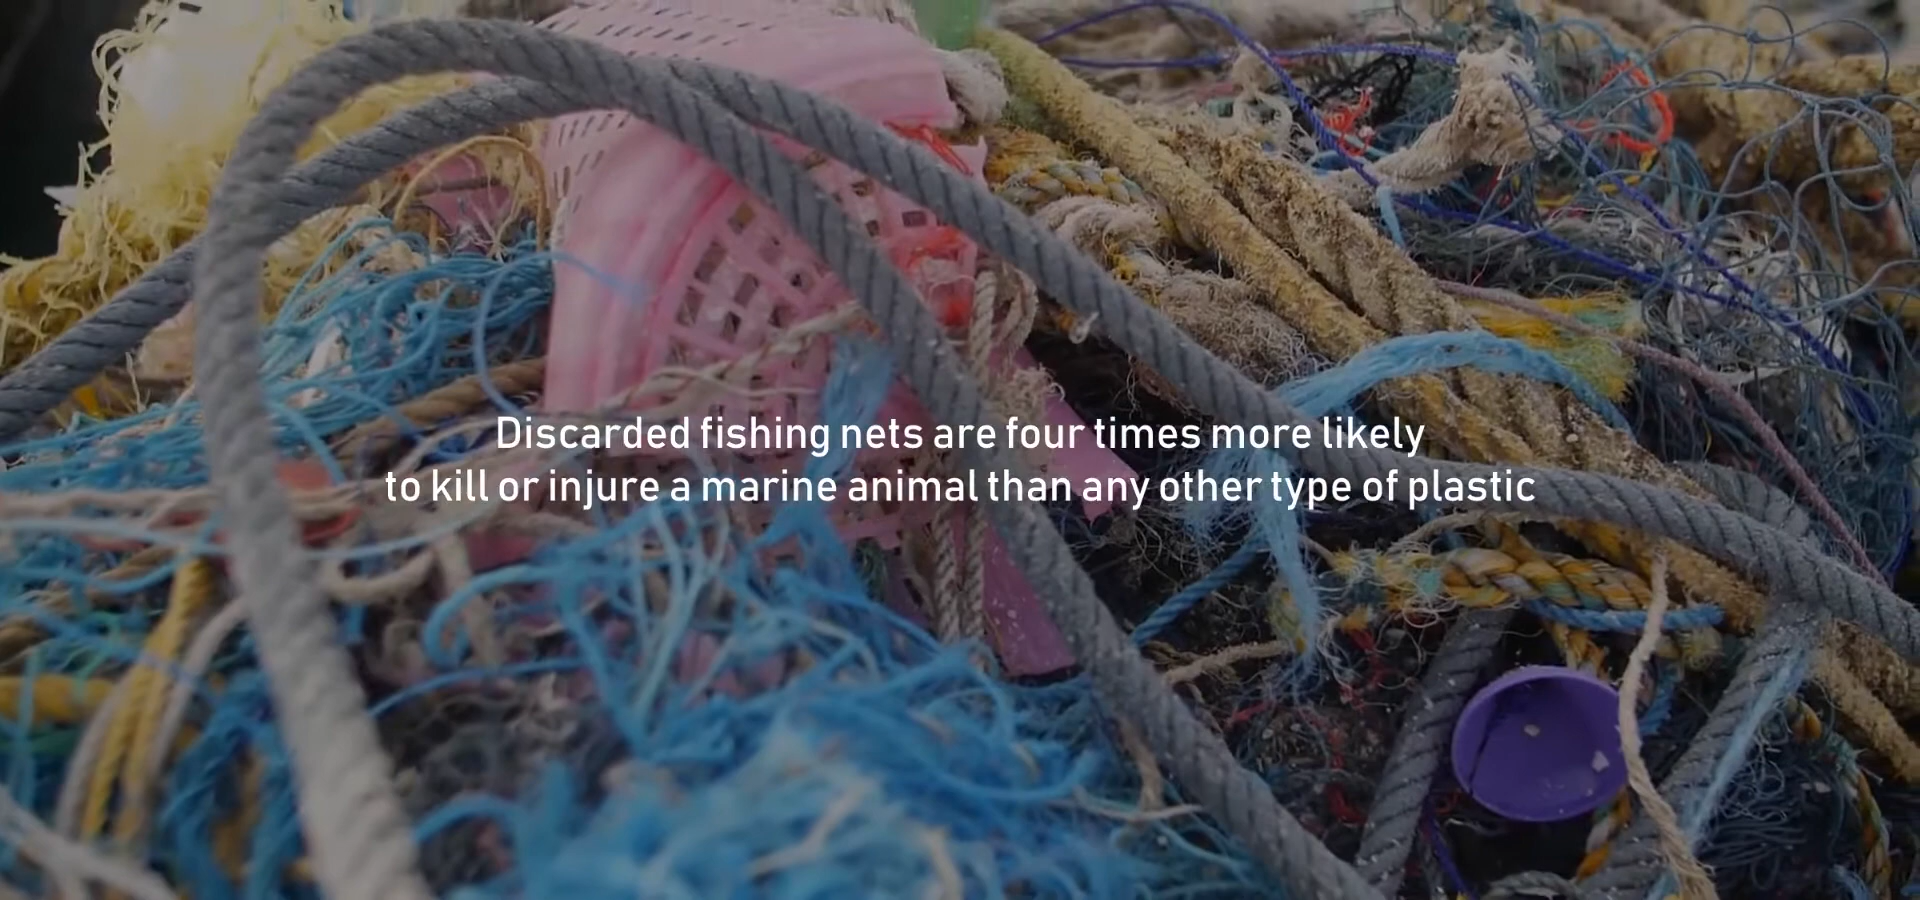 Discarded fishing nets are four times more likely
to kill or injure a marine animal than any other type of plastic